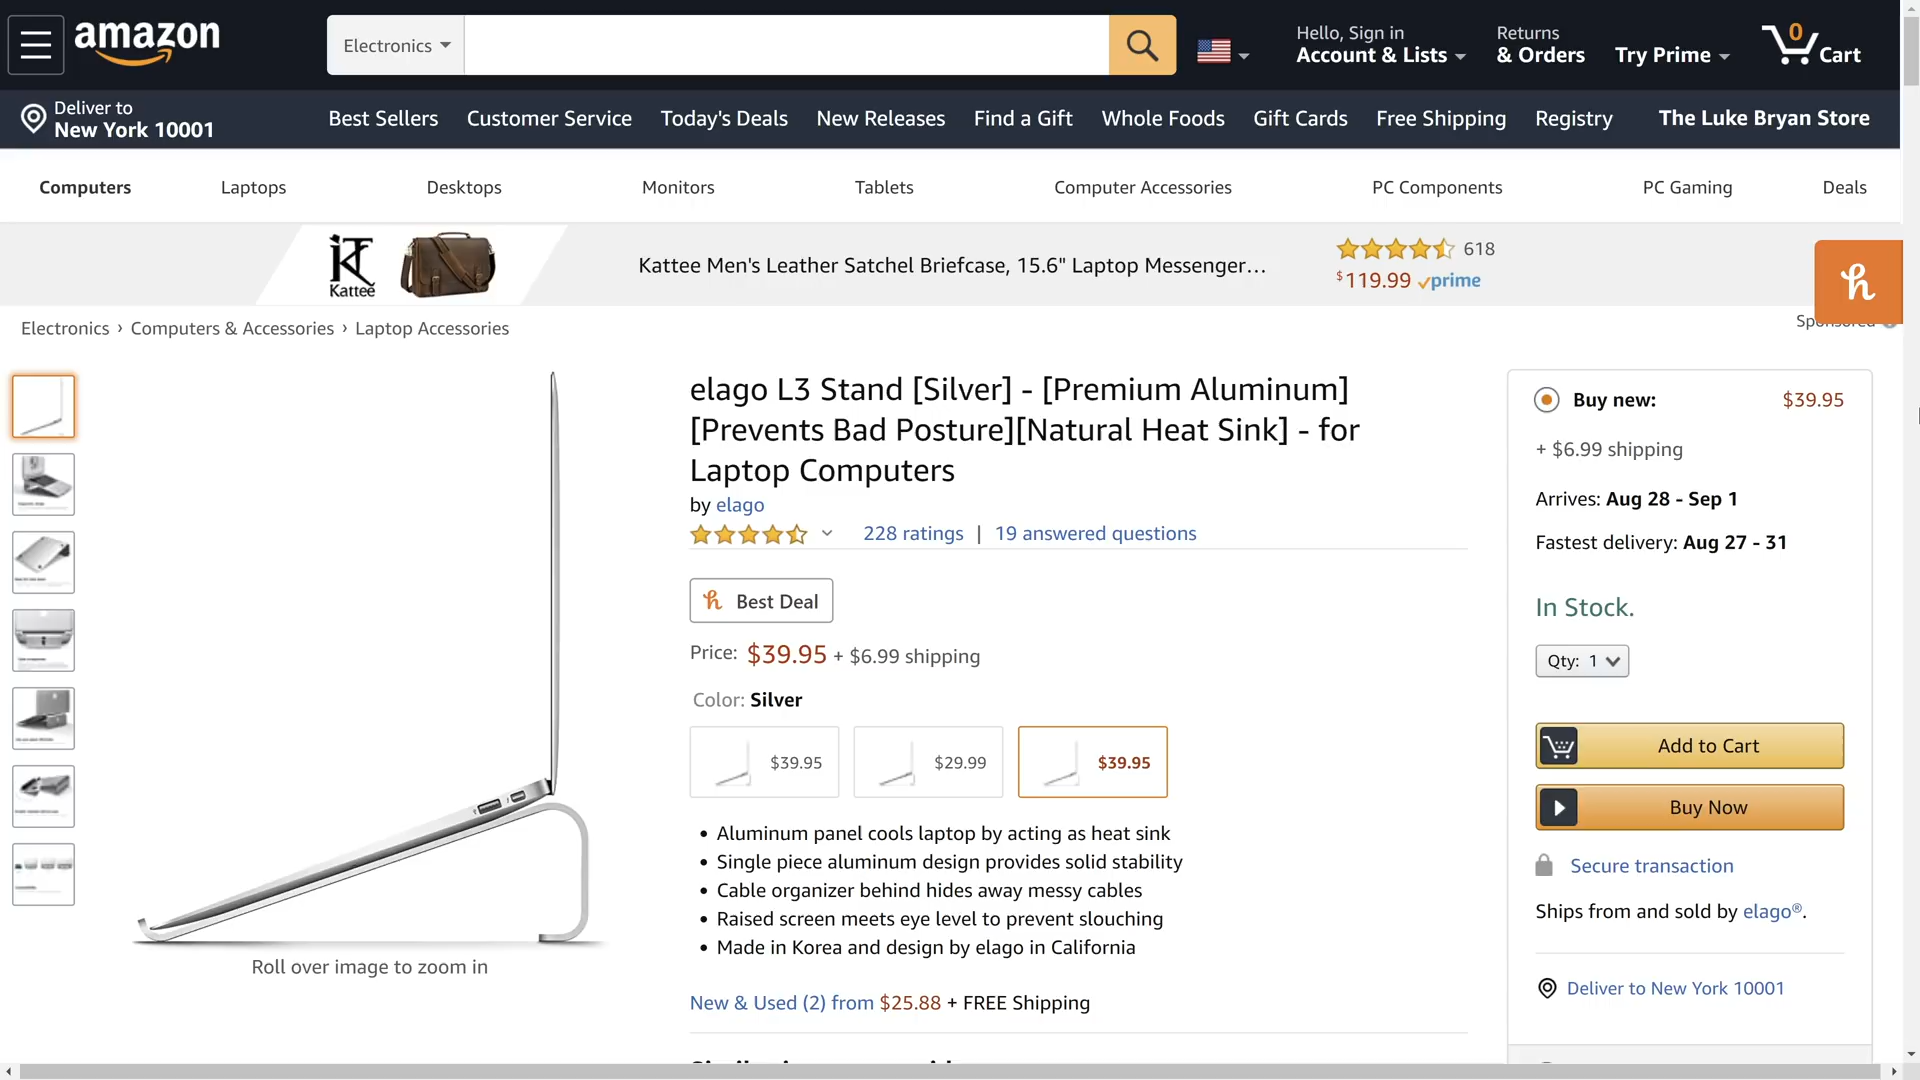 amazon
Electronics
Hello, Sign in
Account & Lists
Returns
& Orders
Try Prime
0
Cart
Deliver to
New York 10001
Best Sellers
Customer Service
Today's Deals
New Releases
Find a Gift
Whole Foods
Gift Cards
Free Shipping
Registry
The Luke Bryan Store
Computers
Laptops
Desktops
Monitors
Tablets
Computer Accessories
PC Components
PC Gaming
Deals
Kattee
Kattee Men's Leather Satchel Briefcase, 15.6" Laptop Messenger...
618
$119.99 prime
h
Sponsored
Electronics › Computers & Accessories › Laptop Accessories
elago L3 Stand [Silver] - [Premium Aluminum]
[Prevents Bad Posture][Natural Heat Sink] - for
Laptop Computers
by elago
228 ratings | 19 answered questions
h Best Deal
Price: $39.95 + $6.99 shipping
Color: Silver
$39.95
$29.99
$39.95
• Aluminum panel cools laptop by acting as heat sink
• Single piece aluminum design provides solid stability
• Cable organizer behind hides away messy cables
• Raised screen meets eye level to prevent slouching
• Made in Korea and design by elago in California
New & Used (2) from $25.88 + FREE Shipping
Roll over image to zoom in
Buy new: $39.95
+ $6.99 shipping
Arrives: Aug 28 - Sep 1
Fastest delivery: Aug 27 - 31
In Stock.
Qty: 1
Add to Cart
Buy Now
Secure transaction
Ships from and sold by elago®.
Deliver to New York 10001